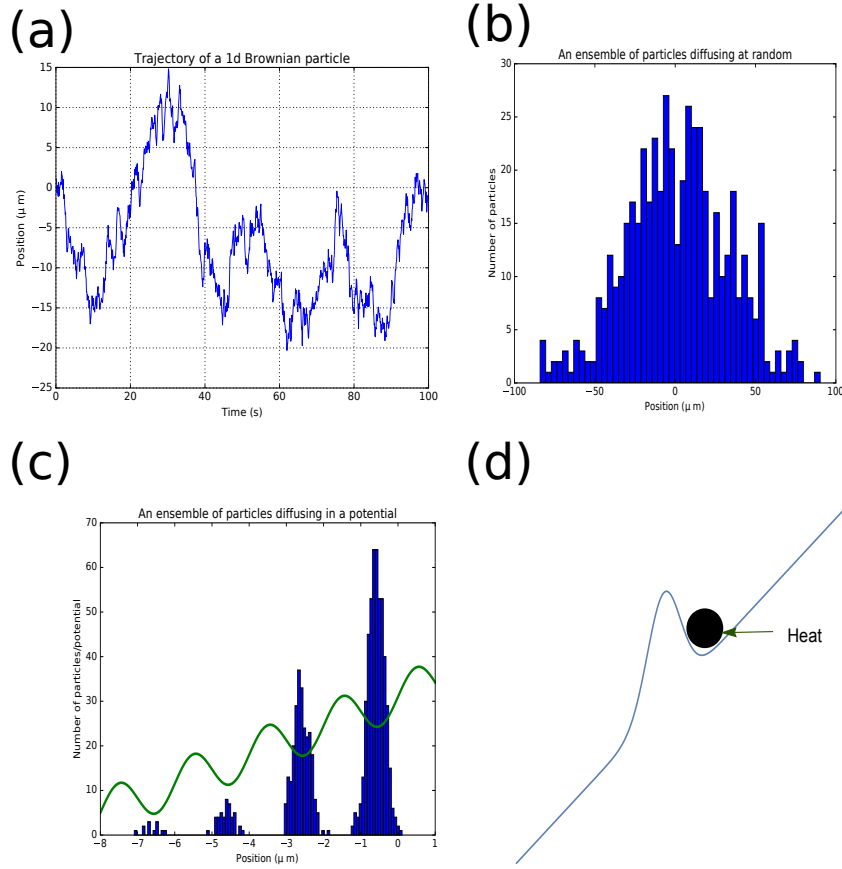 (a)
Trajectory of a 1d Brownian particle
15
10
5
0
−5
−10
−15
−20
−25
0 20 40 60 80 100
Position (μ m)
Time (s)
(b)
An ensemble of particles diffusing at random
30
25
20
15
10
5
0
−100 −50 0 50 100
Number of particles
Position (μ m)
(c)
An ensemble of particles diffusing in a potential
70
60
50
40
30
20
10
0
−8 −7 −6 −5 −4 −3 −2 −1 0 1
Number of particles/potential
Position (μ m)
(d)
Heat